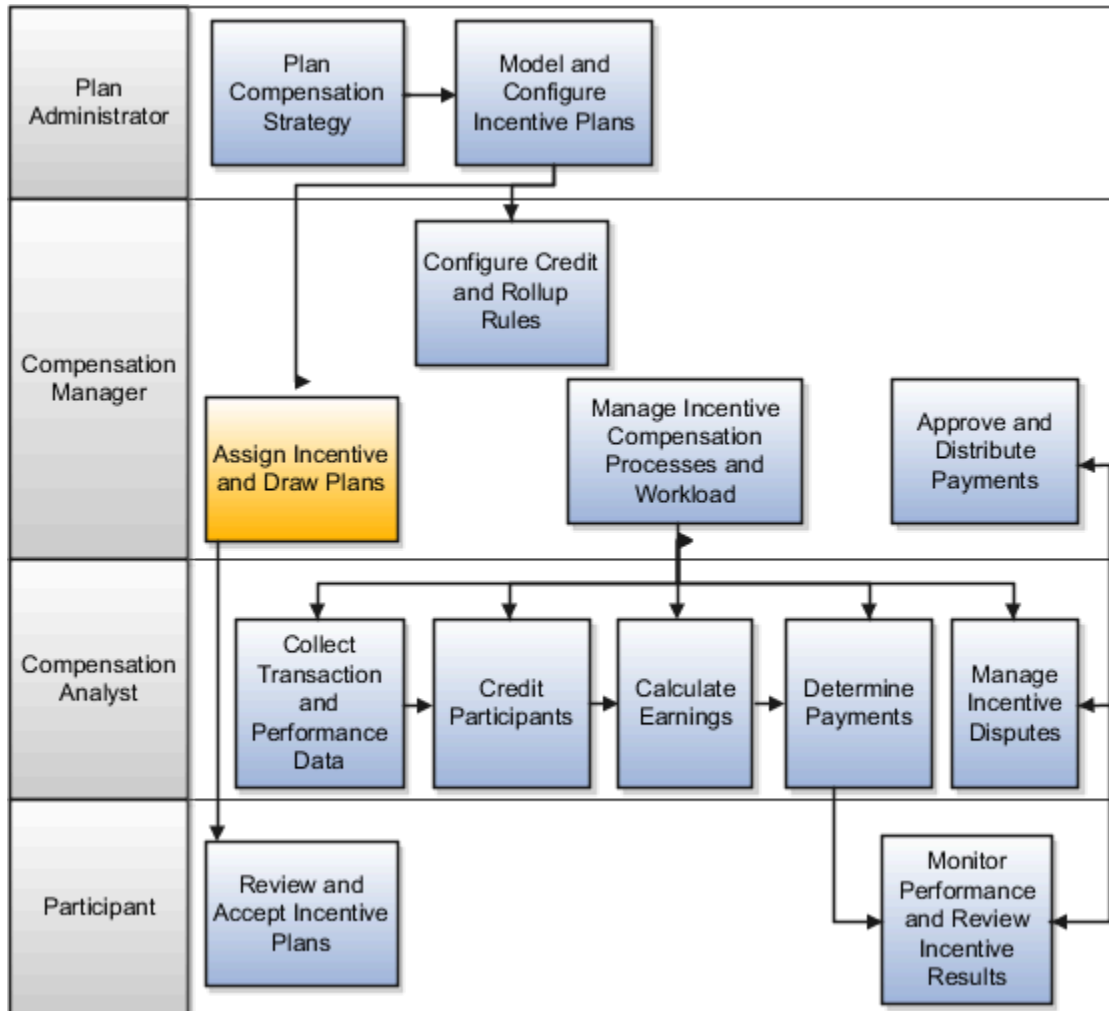 Plan
Administrator
Plan
Compensation
Strategy
Model and
Configure
Incentive Plans
Compensation
Manager
Configure Credit
and Rollup
Rules
Assign Incentive
and Draw Plans
Manage Incentive
Compensation
Processes and
Workload
Approve and
Distribute
Payments
Compensation
Analyst
Collect
Transaction
and
Performance
Data
Credit
Participants
Calculate
Earnings
Determine
Payments
Manage
Incentive
Disputes
Participant
Review and
Accept Incentive
Plans
Monitor
Performance
and Review
Incentive
Results